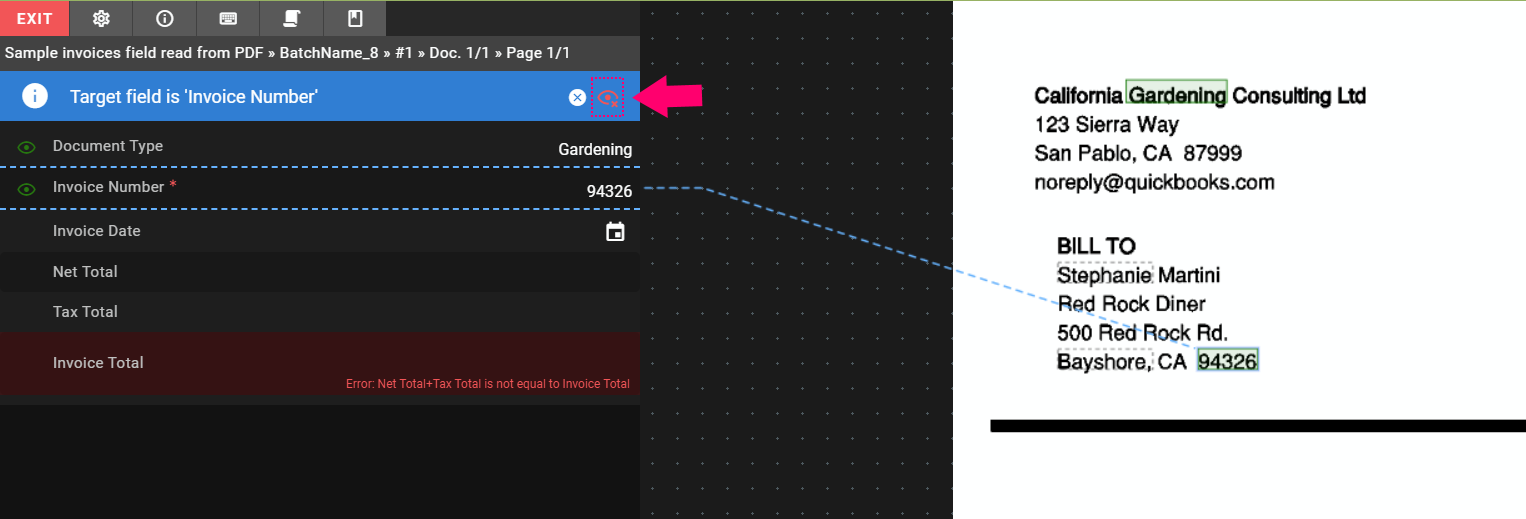 EXIT
Sample invoices field read from PDF » BatchName_8 » #1 » Doc. 1/1 » Page 1/1
Target field is 'Invoice Number'
Document Type Gardening
Invoice Number * 94326
Invoice Date
Net Total
Tax Total
Invoice Total
Error: Net Total+Tax Total is not equal to Invoice Total
California Gardening Consulting Ltd
123 Sierra Way
San Pablo, CA 87999
noreply@quickbooks.com
BILL TO
Stephanie Martini
Red Rock Diner
500 Red Rock Rd.
Bayshore, CA 94326